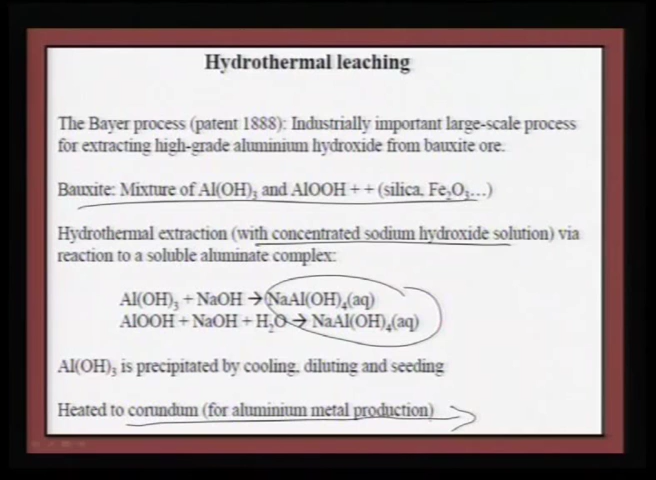 Hydrothermal leaching
The Bayer process (patent 1888): Industrially important large-scale process
for extracting high-grade aluminium hydroxide from bauxite ore.
Bauxite: Mixture of Al(OH)₃ and AlOOH + + (silica, Fe₂O₃...)
Hydrothermal extraction (with concentrated sodium hydroxide solution) via
reaction to a soluble aluminate complex:
Al(OH)₃ + NaOH → NaAl(OH)₄(aq)
AlOOH + NaOH + H₂O → NaAl(OH)₄(aq)
Al(OH)₃ is precipitated by cooling, diluting and seeding
Heated to corundum (for aluminium metal production)